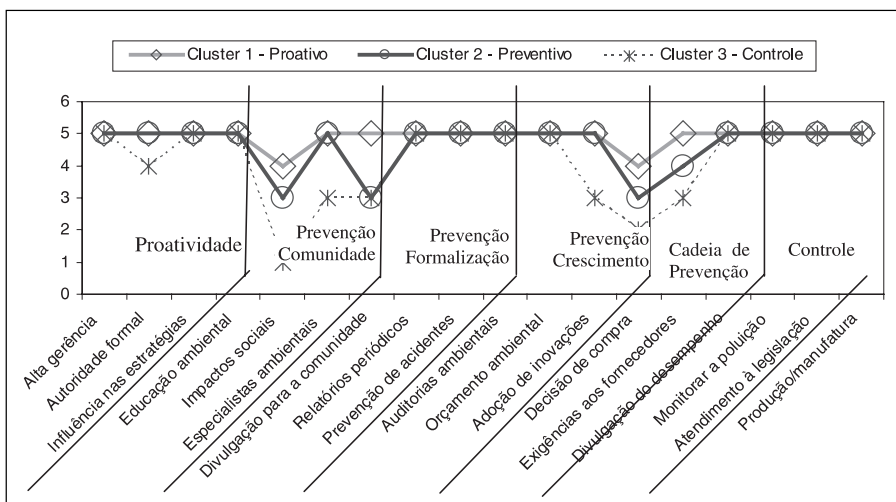 Cluster 1 - Proativo Cluster 2 - Preventivo Cluster 3 - Controle
6
5
4
3
2
1
0
Proatividade
Prevenção
Comunidade
Prevenção
Formalização
Prevenção
Crescimento
Cadeia de
Prevenção
Controle
Alta gerência
Autoridade formal
Influência nas estratégias
Educação ambiental
Impactos sociais
Especialistas ambientais
Divulgação para a comunidade
Relatórios periódicos
Prevenção de acidentes
Auditorias ambientais
Orçamento ambiental
Adoção de inovações
Decisão de compra
Exigências aos fornecedores
Divulgação do desempenho
Monitorar a poluição
Atendimento à legislação
Produção/manufatura